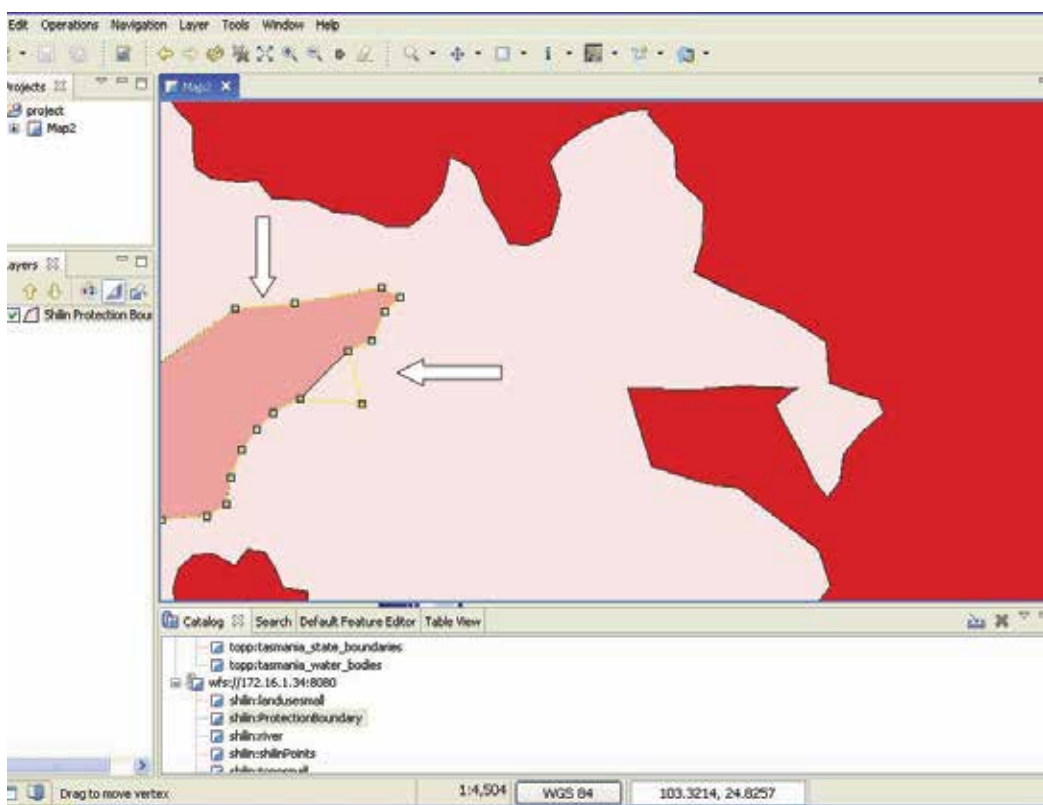 Edit Operations Navigation Layer Tools Window Help
Projects
Map2
project
Map2
Layers
Shilin Protection Bou
Catalog Search Default Feature Editor Table View
topp:tasmania_state_boundaries
topp:tasmania_water_bodies
wfs://172.16.1.34:8080
shilin:landusesmall
shilin:ProtectionBoundary
shilin:river
shilin:shilinPoints
Drag to move vertex 1:4,504 WGS 84 103.3214, 24.8257